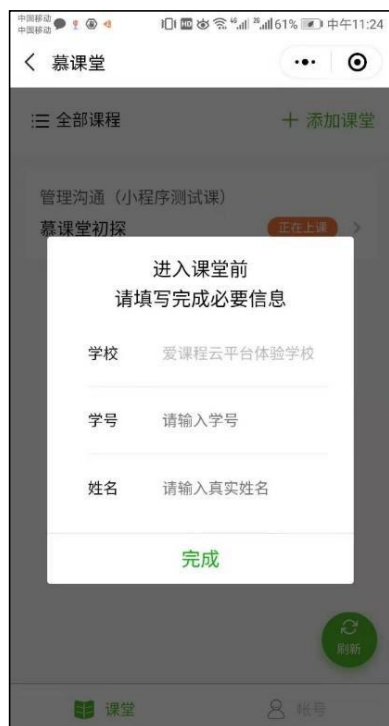 中国移动
中国移动
61% 中午11:24
慕课堂
全部课程
+ 添加课堂
管理沟通（小程序测试课）
慕课堂初探
正在上课
进入课堂前
请填写完成必要信息
学校 爱课程云平台体验学校
学号 请输入学号
姓名 请输入真实姓名
完成
刷新
课堂
帐号